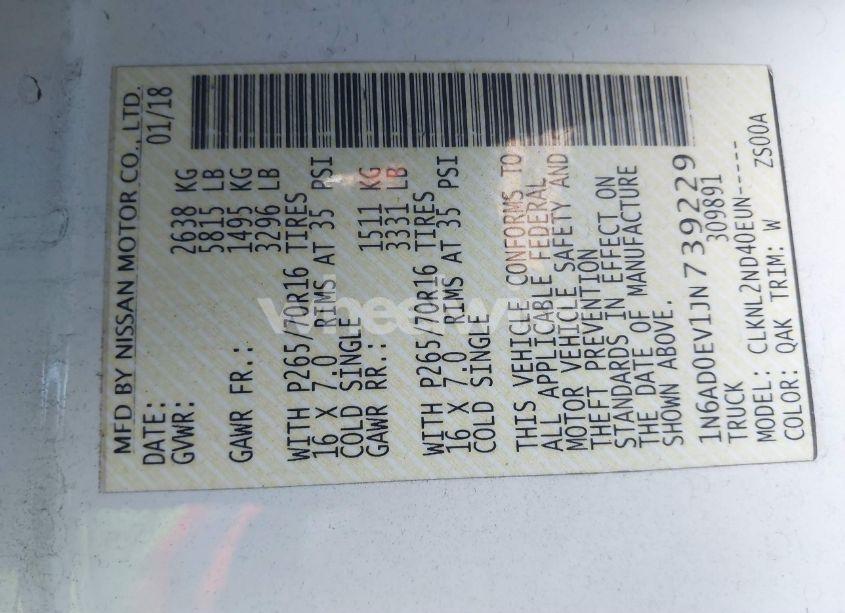 MFD BY NISSAN MOTOR CO., LTD.
DATE: 01/18
GVWR: 2638 KG
5815 LB
GAWR FR.: 1495 KG
3296 LB
WITH P265/70R16 TIRES
16 X 7.0 RIMS AT 35 PSI
COLD SINGLE
GAWR RR.: 1511 KG
3331 LB
WITH P265/70R16 TIRES
16 X 7.0 RIMS AT 35 PSI
COLD SINGLE
THIS VEHICLE CONFORMS TO
ALL APPLICABLE FEDERAL
MOTOR VEHICLE SAFETY AND
THEFT PREVENTION
STANDARDS IN EFFECT ON
THE DATE OF MANUFACTURE
SHOWN ABOVE.
1N6AD0EV1JN739229
TRUCK 309891
MODEL: CLKNL2ND40EUN-----
COLOR: QAK TRIM: W ZS00A